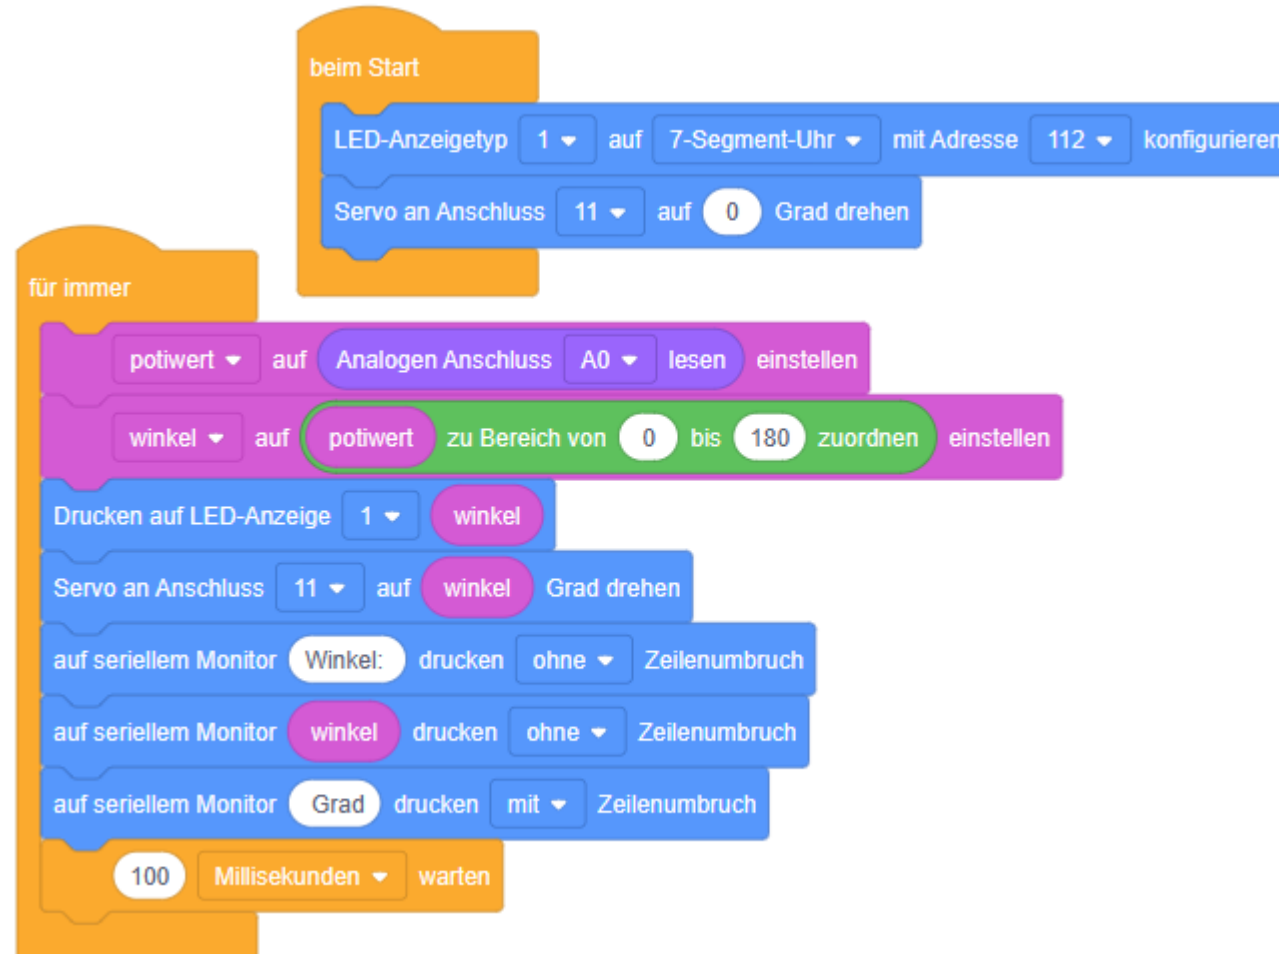 beim Start
LED-Anzeigetyp 1 auf 7-Segment-Uhr mit Adresse 112 konfigurieren
Servo an Anschluss 11 auf 0 Grad drehen
für immer
potiwert auf Analogen Anschluss A0 lesen einstellen
winkel auf potiwert zu Bereich von 0 bis 180 zuordnen einstellen
Drucken auf LED-Anzeige 1 winkel
Servo an Anschluss 11 auf winkel Grad drehen
auf seriellem Monitor Winkel: drucken ohne Zeilenumbruch
auf seriellem Monitor winkel drucken ohne Zeilenumbruch
auf seriellem Monitor Grad drucken mit Zeilenumbruch
100 Millisekunden warten